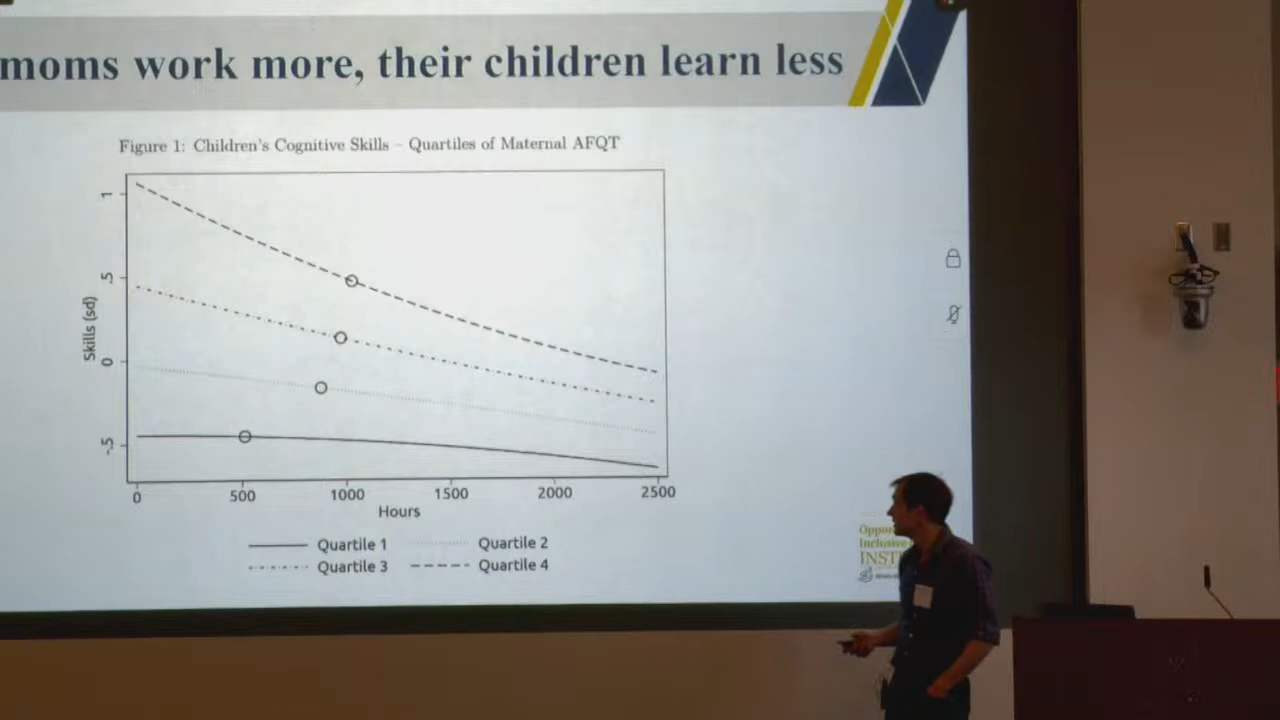 moms work more, their children learn less
Figure 1: Children's Cognitive Skills – Quartiles of Maternal AFQT
1
.5
0
-.5
Skills (sd)
0 500 1000 1500 2000 2500
Hours
Quartile 1 Quartile 2
Quartile 3 Quartile 4